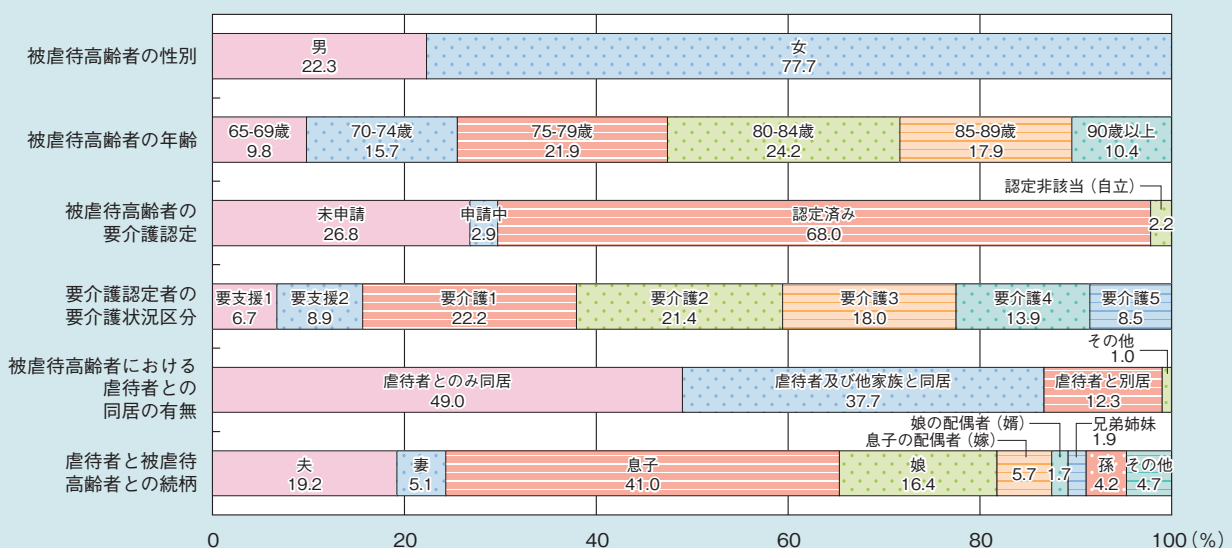 被虐待高齢者の性別
男
22.3
女
77.7
被虐待高齢者の年齢
65-69歳
9.8
70-74歳
15.7
75-79歳
21.9
80-84歳
24.2
85-89歳
17.9
90歳以上
10.4
被虐待高齢者の
要介護認定
未申請
26.8
申請中
2.9
認定済み
68.0
認定非該当（自立）
2.2
要介護認定者の
要介護状況区分
要支援1
6.7
要支援2
8.9
要介護1
22.2
要介護2
21.4
要介護3
18.0
要介護4
13.9
要介護5
8.5
被虐待高齢者における
虐待者との
同居の有無
虐待者とのみ同居
49.0
虐待者及び他家族と同居
37.7
虐待者と別居
12.3
その他
1.0
虐待者と被虐待
高齢者との続柄
夫
19.2
妻
5.1
息子
41.0
娘
16.4
息子の配偶者（嫁）
5.7
娘の配偶者（婿）
1.7
兄弟姉妹
1.9
孫
4.2
その他
4.7
0 20 40 60 80 100（%）